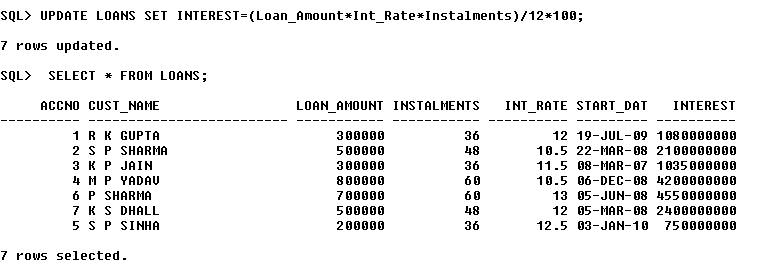 SQL> UPDATE LOANS SET INTEREST=(Loan_Amount*Int_Rate*Instalments)/12*100;
7 rows updated.
SQL>  SELECT * FROM LOANS;
ACCNO CUST_NAME LOAN_AMOUNT INSTALMENTS INT_RATE START_DAT INTEREST
---------- ------------------------------ ----------- ----------- ---------- --------- ----------
1 R K GUPTA 300000 36 12 19-JUL-09 1080000000
2 S P SHARMA 500000 48 10.5 22-MAR-08 2100000000
3 K P JAIN 300000 36 11.5 08-MAR-07 1035000000
4 M P YADAV 800000 60 10.5 06-DEC-08 4200000000
6 P SHARMA 700000 60 13 05-JUN-08 4550000000
7 K S DHALL 500000 48 12 05-MAR-08 2400000000
5 S P SINHA 200000 36 12.5 03-JAN-10 750000000
7 rows selected.